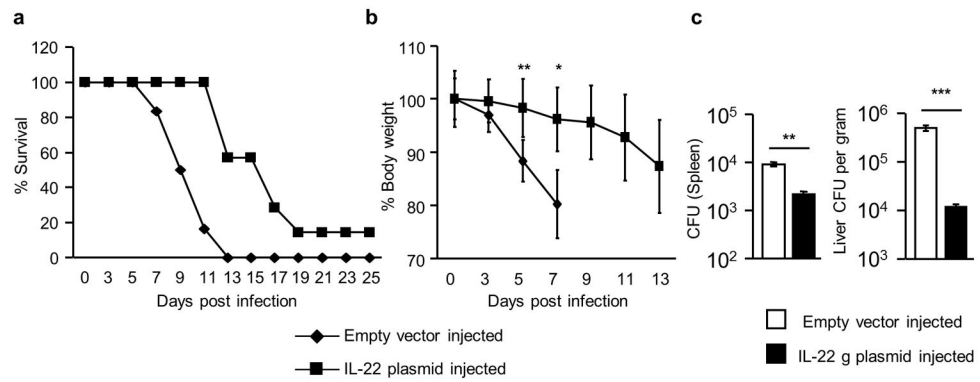 a
120
100
80
60
40
20
0
% Survival
0 3 5 7 9 11 13 15 17 19 21 23 25
Days post infection
b
110
100
90
80
70
% Body weight
** *
0 3 5 7 9 11 13
Days post infection
c
10⁵
10⁴
10³
10²
CFU (Spleen)
**
10⁶
10⁵
10⁴
10³
Liver CFU per gram
***
Empty vector injected
IL-22 plasmid injected
Empty vector injected
IL-22 g plasmid injected